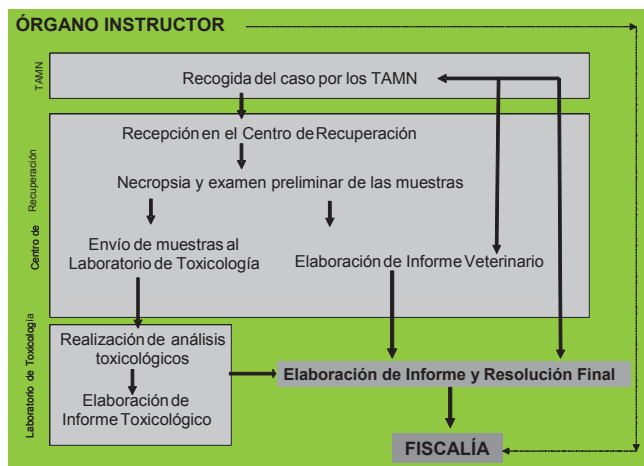 ÓRGANO INSTRUCTOR
TAMN
Recogida del caso por los TAMN
Centro de Recuperación
Recepción en el Centro de Recuperación
Necropsia y examen preliminar de las muestras
Envío de muestras al
Laboratorio de Toxicología
Elaboración de Informe Veterinario
Laboratorio de Toxicología
Realización de análisis
toxicológicos
Elaboración de
Informe Toxicológico
Elaboración de Informe y Resolución Final
FISCALÍA